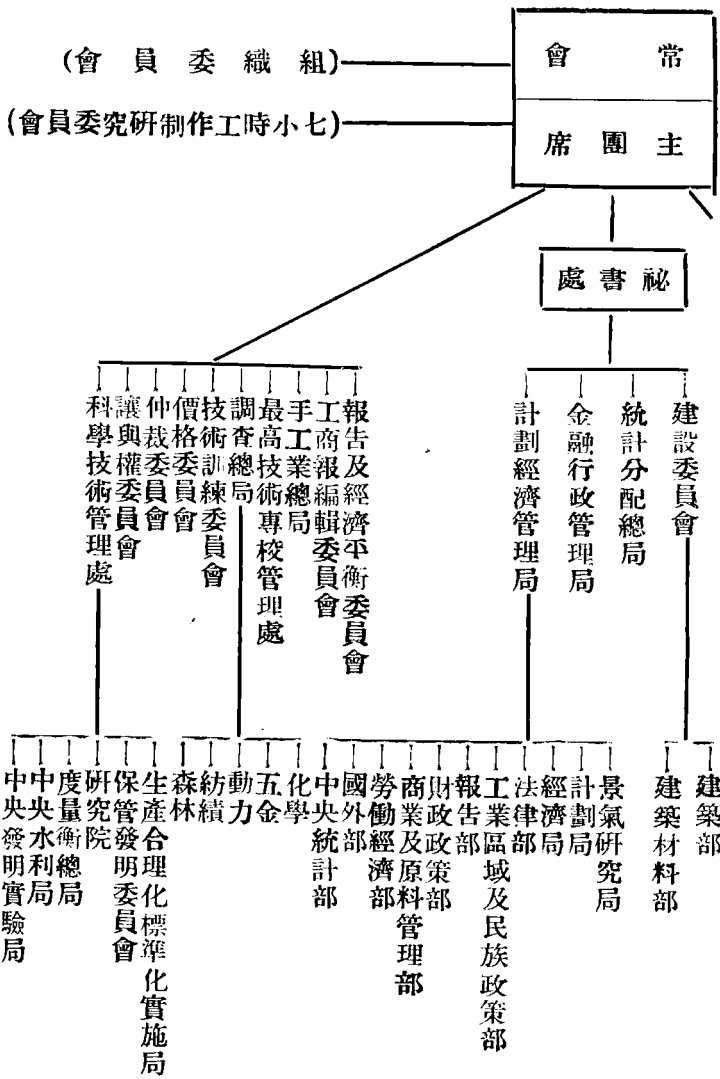 常會
主席團
(組織委員會)
(七小時工作制研究委員會)
祕書處
建設委員會
統計分配總局
金融行政管理局
計劃經濟管理局
報告及經濟平衡委員會
工商報編輯委員會
手工業總局
最高技術專校管理處
調查總局
技術訓練委員會
價格委員會
仲裁委員會
讓與權委員會
科學技術管理處
建築部
建築材料部
景氣研究局
計劃局
經濟局
法律部
工業區域及民族政策部
報告部
財政政策部
商業及原料管理部
勞働經濟部
國外部
中央統計部
化學
五金
動力
紡績
森林
生產合理化標準化實施局
保管發明委員會
研究院
度量衡總局
中央水利局
中央發明實驗局